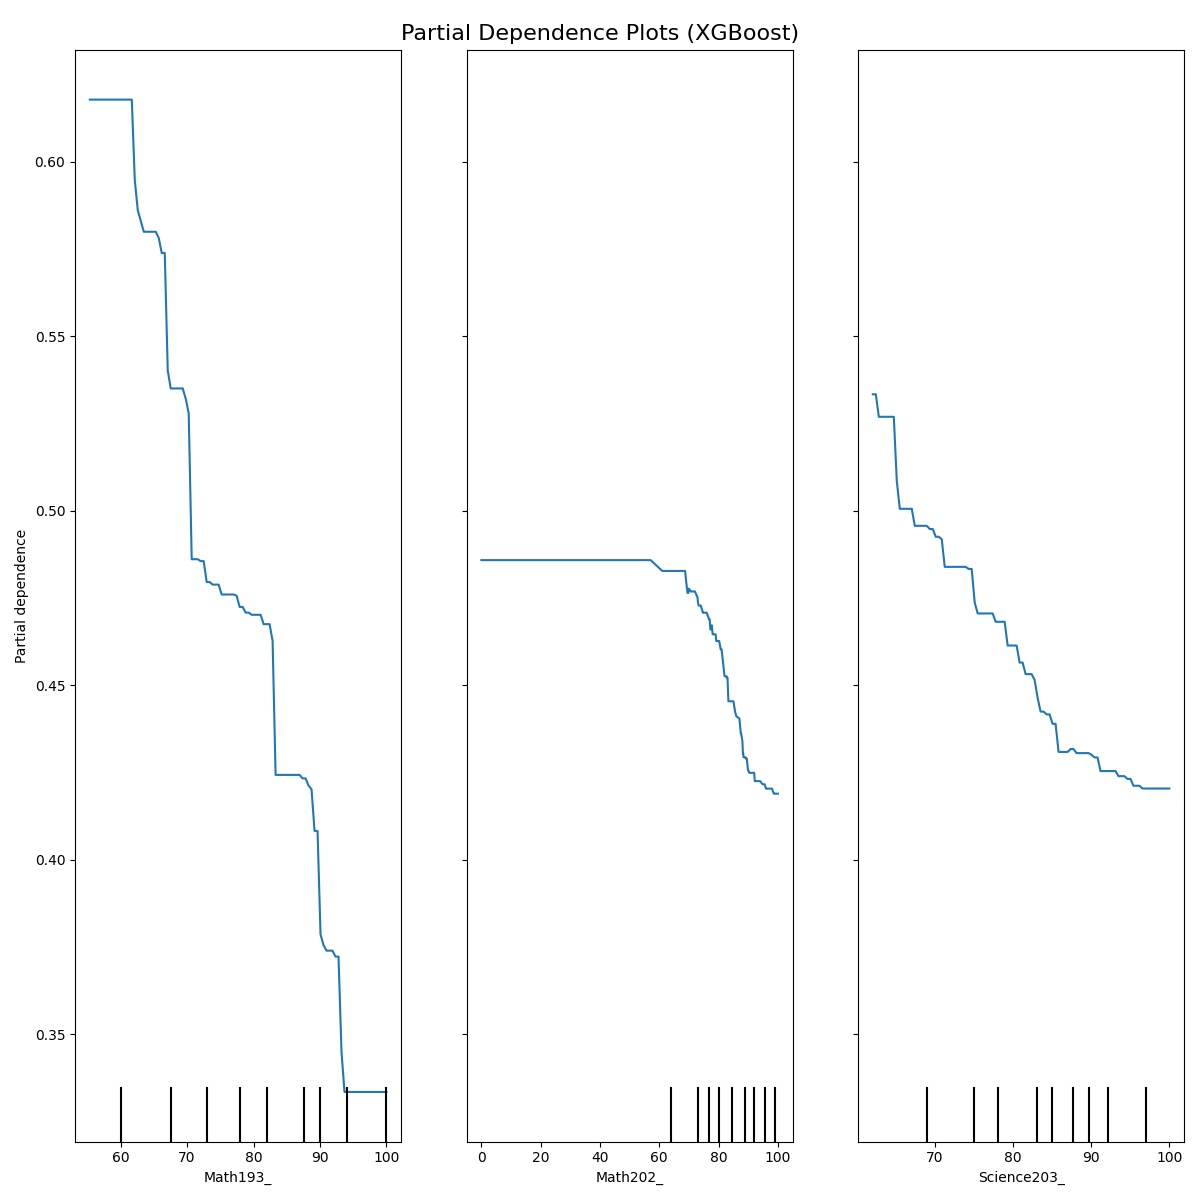 Partial Dependence Plots (XGBoost)
Partial dependence
0.60
0.55
0.50
0.45
0.40
0.35
60 70 80 90 100
Math193_
0 20 40 60 80 100
Math202_
70 80 90 100
Science203_